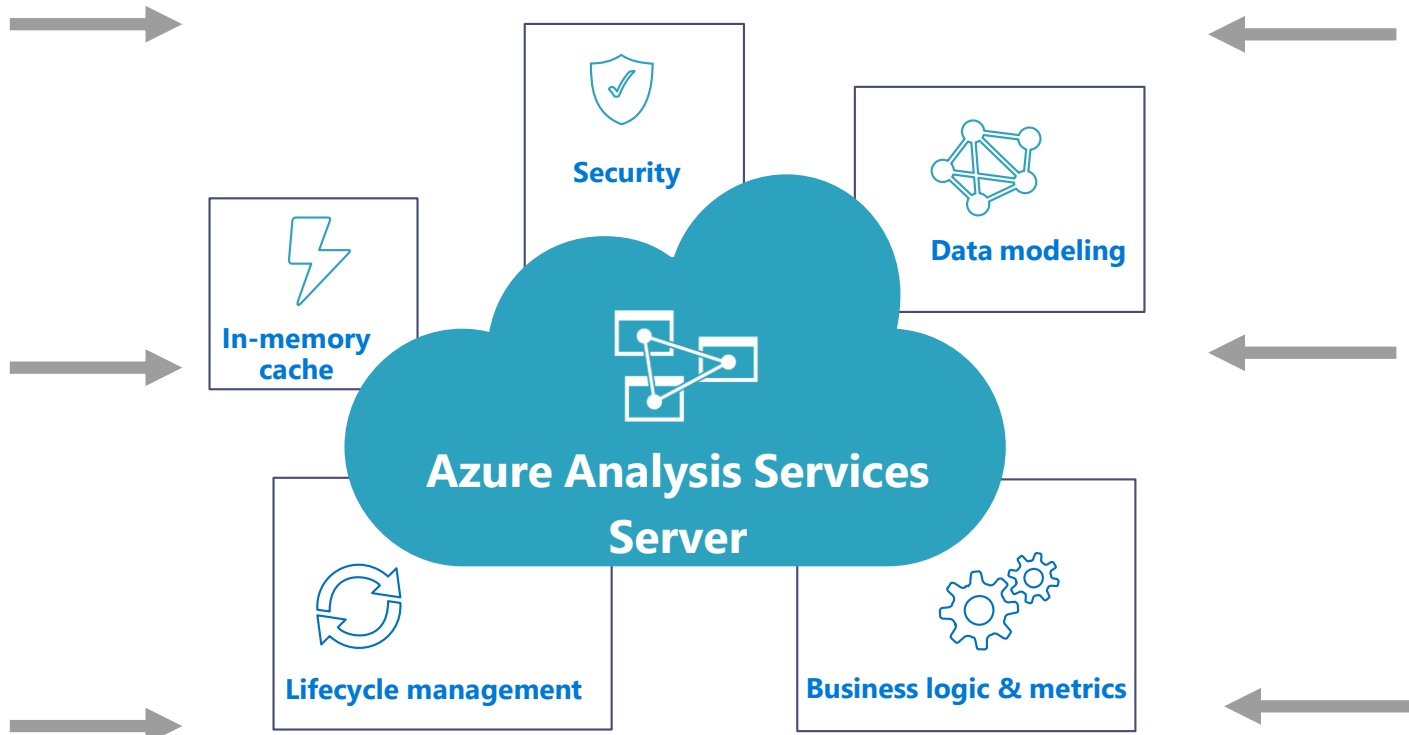 Security
Data modeling
In-memory
cache
Azure Analysis Services
Server
Lifecycle management
Business logic & metrics